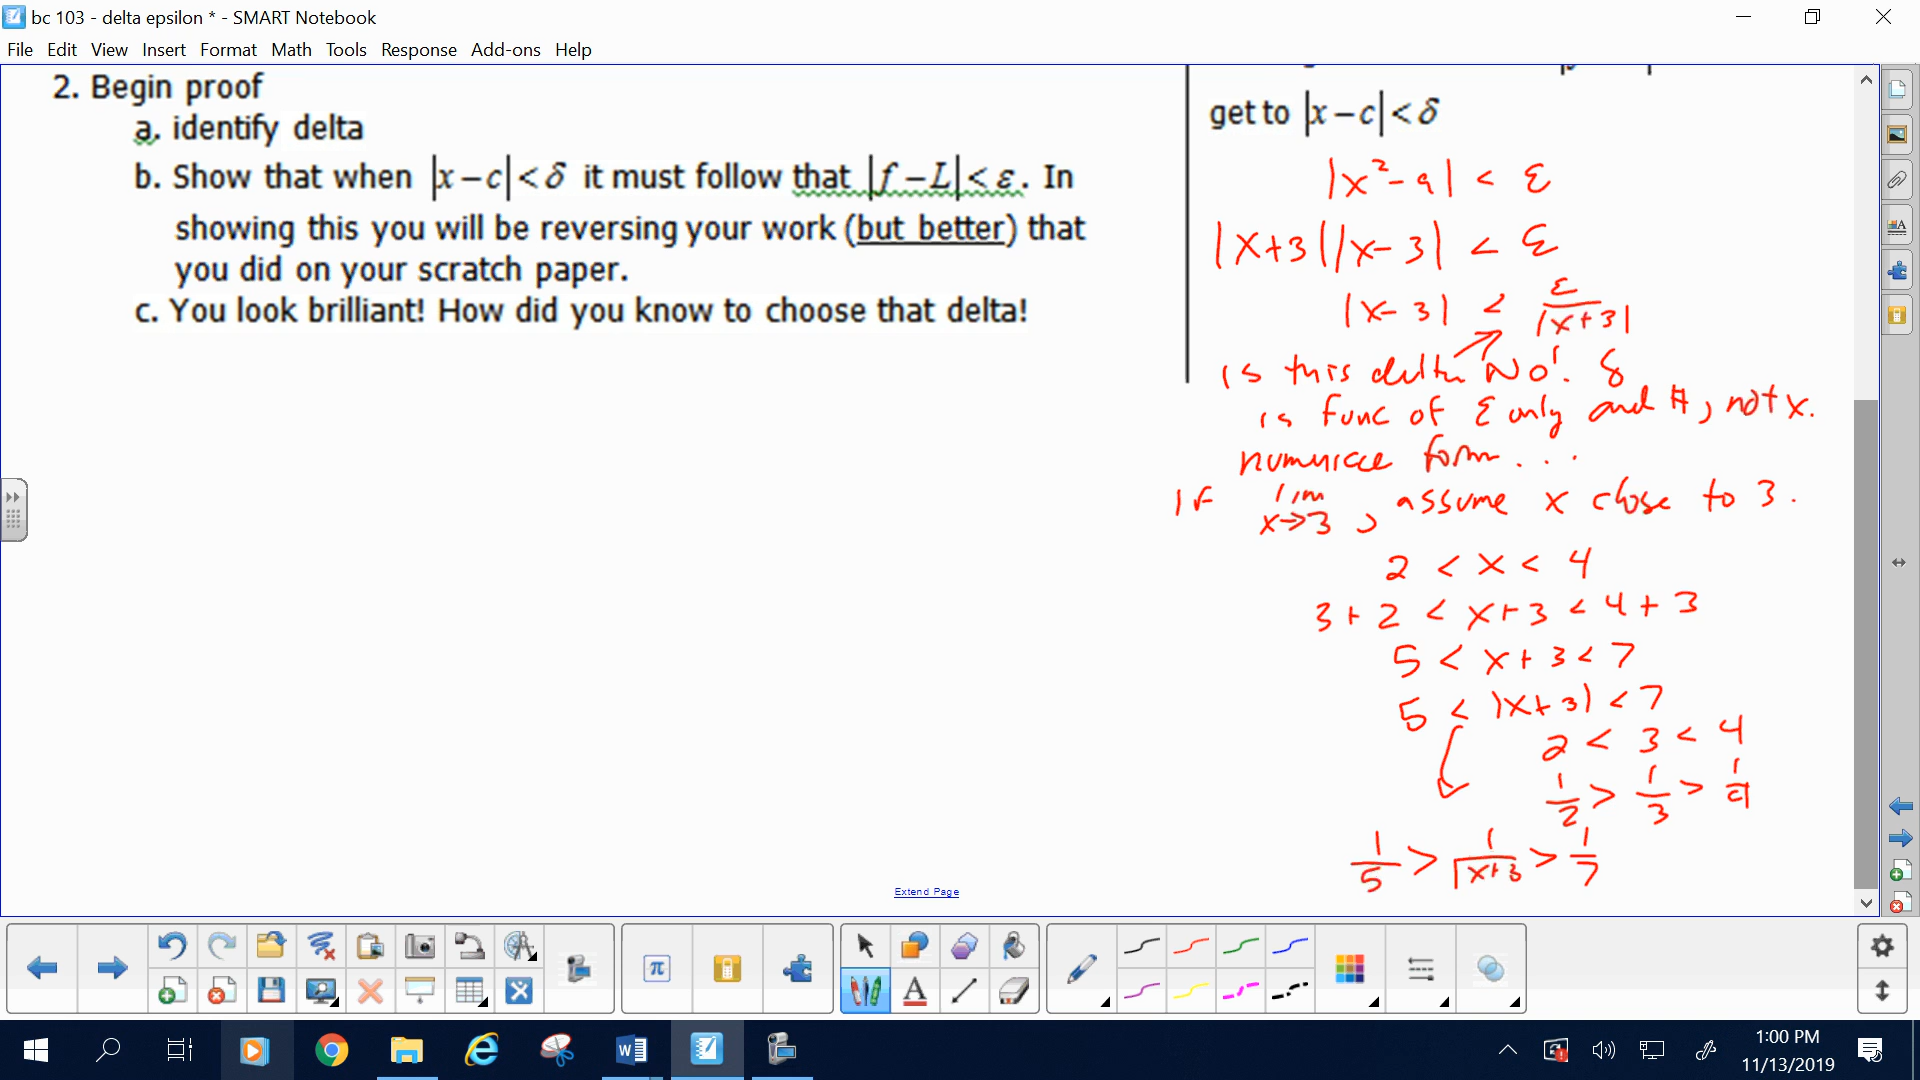 bc 103 - delta epsilon * - SMART Notebook
File Edit View Insert Format Math Tools Response Add-ons Help
2. Begin proof
a. identify delta
b. Show that when |x-c|<δ it must follow that |f-L|<ε. In
showing this you will be reversing your work (but better) that
you did on your scratch paper.
c. You look brilliant! How did you know to choose that delta!
get to |x-c|<δ
|x²-9| < ε
|x+3||x-3| < ε
|x-3| < ε/|x+3|
is this delta No! δ
is func of ε only and #, not x.
form...
If lim x→3, assume x close to 3.
2 < x < 4
3+2 < x+3 < 4+3
5 < x+3 < 7
5 < |x+3| < 7
2 < 3 < 4
1/2 > 1/3 > 1/4
1/5 > 1/|x+3 > 1/7
Extend Page
π
A
1:00 PM
11/13/2019